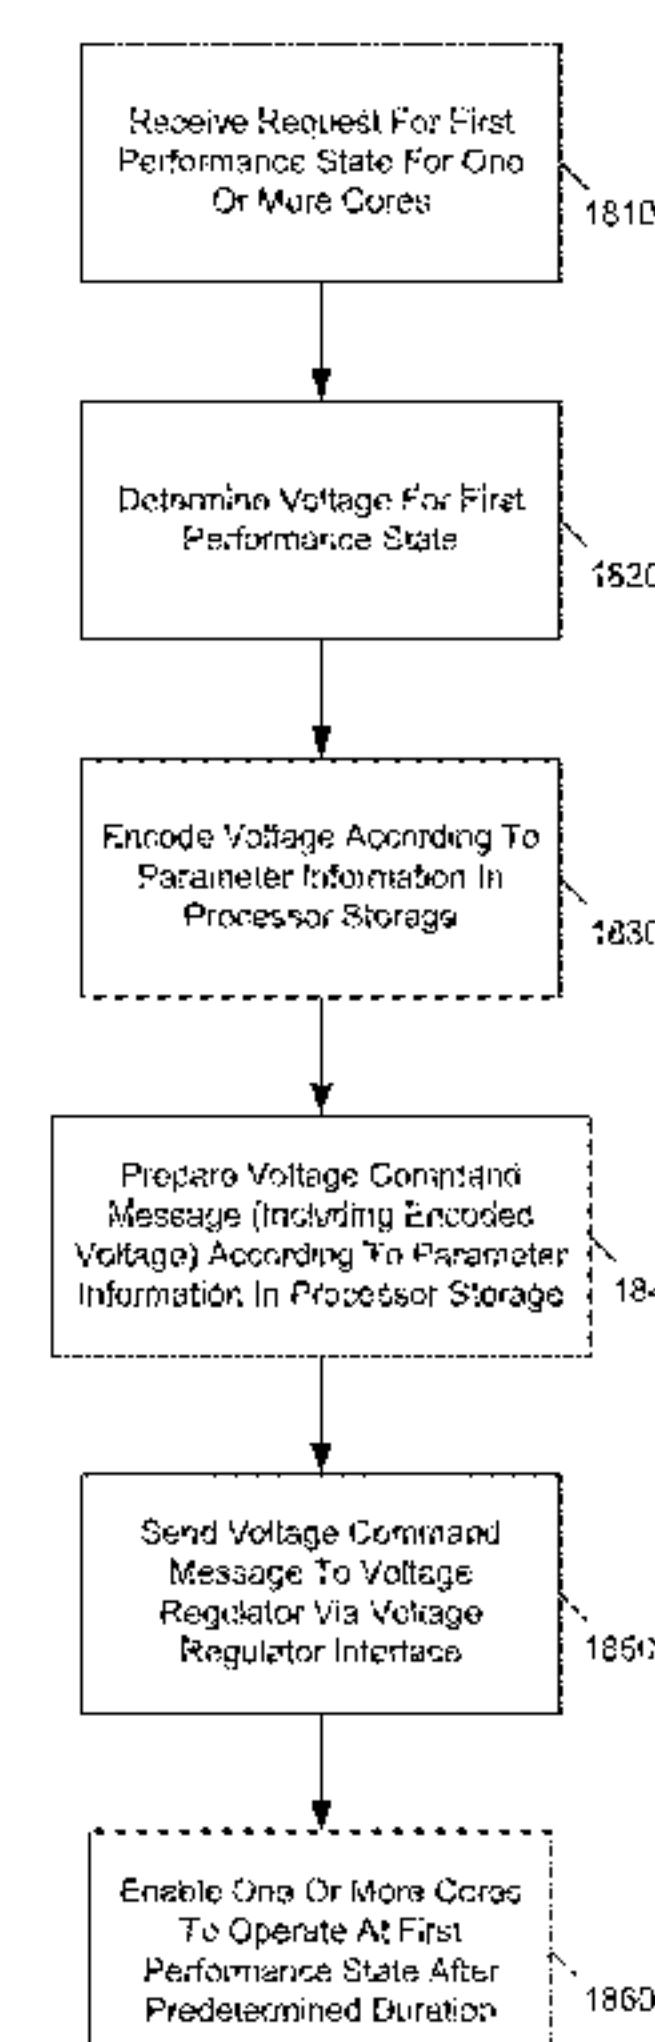 Receive Request For First
Performance State For One
Or More Cores
1810
Determine Voltage For First
Performance State
1820
Encode Voltage According To
Parameter Information In
Processor Storage
1830
Prepare Voltage Command
Message (Including Encoded
Voltage) According To Parameter
Information In Processor Storage
184
Send Voltage Command
Message To Voltage
Regulator Via Voltage
Regulator Interface
1850
Enable One Or More Cores
To Operate At First
Performance State After
Predetermined Duration
1860